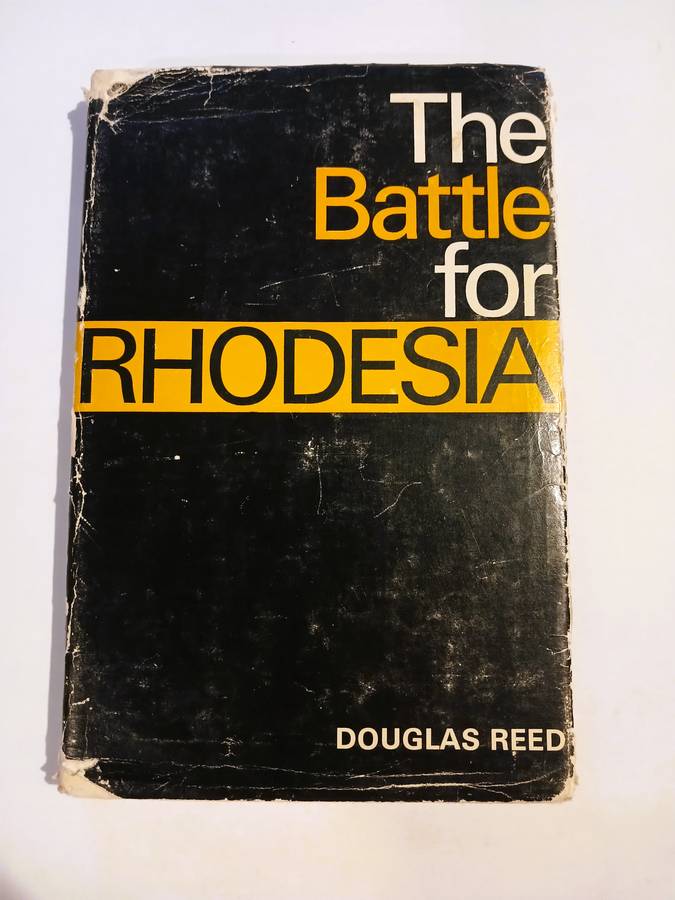 The
Battle
for
RHODESIA
DOUGLAS REED